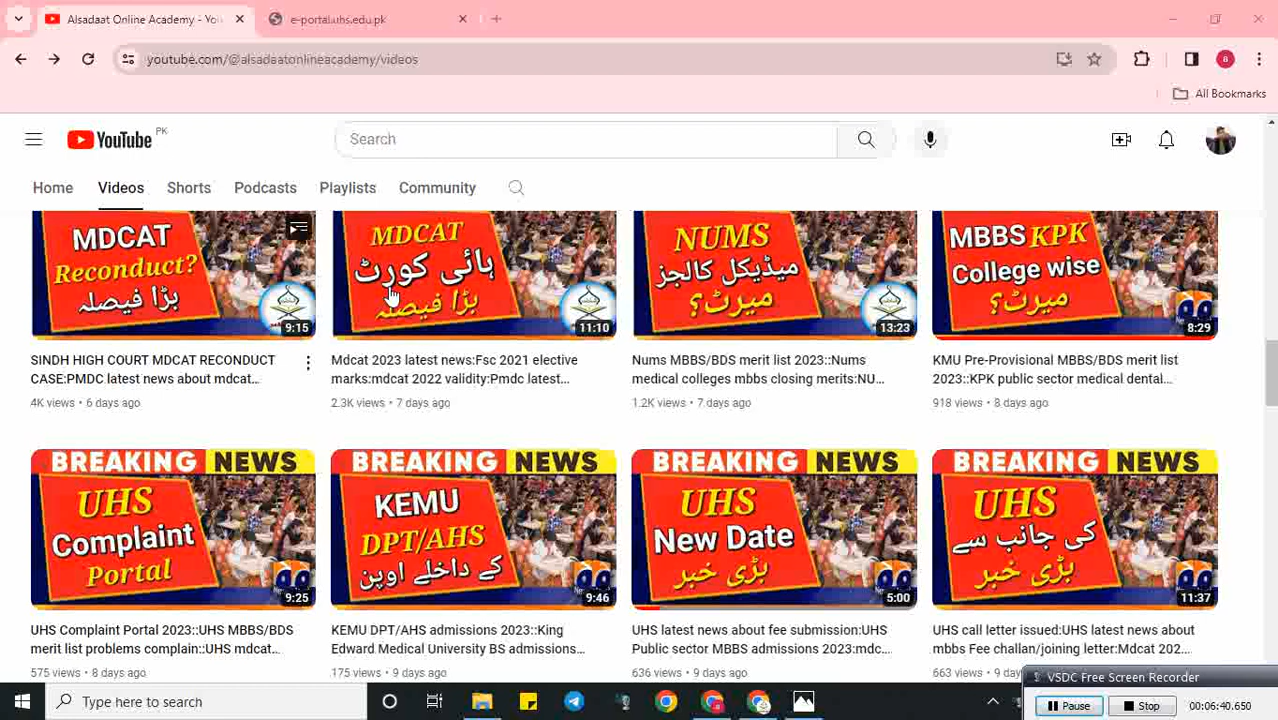 Alsadaat Online Academy - You
e-portal.uhs.edu.pk
youtube.com/@alsadaatonlineacademy/videos
All Bookmarks
YouTube PK
Search
Home Videos Shorts Podcasts Playlists Community
MDCAT
Reconduct?
بڑا فیصلہ
9:15
MDCAT
ہائی کورٹ
بڑا فیصلہ
11:10
NUMS
میڈیکل کالجز
میرٹ؟
13:23
MBBS KPK
College wise
میرٹ؟
8:29
SINDH HIGH COURT MDCAT RECONDUCT
CASE:PMDC latest news about mdcat...
4K views • 6 days ago
Mdcat 2023 latest news:Fsc 2021 elective
marks:mdcat 2022 validity:Pmdc latest...
2.3K views • 7 days ago
Nums MBBS/BDS merit list 2023::Nums
medical colleges mbbs closing merits:NU...
1.2K views • 7 days ago
KMU Pre-Provisional MBBS/BDS merit list
2023::KPK public sector medical dental...
918 views • 8 days ago
BREAKING NEWS
UHS
Complaint
Portal
9:25
BREAKING NEWS
KEMU
DPT/AHS
کے داخلے اوپن
9:46
BREAKING NEWS
UHS
New Date
بڑی خبر
5:00
BREAKING NEWS
UHS
کی جانب سے
بڑی خبر
11:37
UHS Complaint Portal 2023::UHS MBBS/BDS
merit list problems complain::UHS mdcat...
575 views • 8 days ago
KEMU DPT/AHS admissions 2023::King
Edward Medical University BS admissions...
175 views • 9 days ago
UHS latest news about fee submission:UHS
Public sector MBBS admissions 2023:mdc...
636 views • 9 days ago
UHS call letter issued:UHS latest news about
mbbs Fee challan/joining letter:Mdcat 202...
663 views • 9 days ago
VSDC Free Screen Recorder
Pause Stop 00:06:40.650
Type here to search